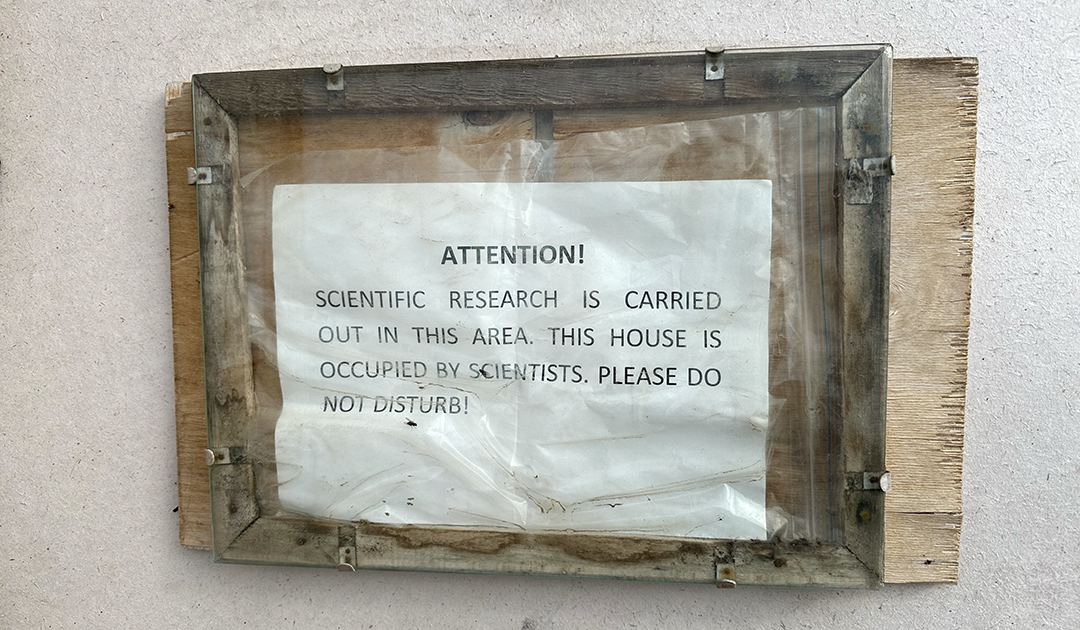 ATTENTION!
SCIENTIFIC RESEARCH IS CARRIED
OUT IN THIS AREA. THIS HOUSE IS
OCCUPIED BY SCIENTISTS. PLEASE DO
NOT DISTURB!